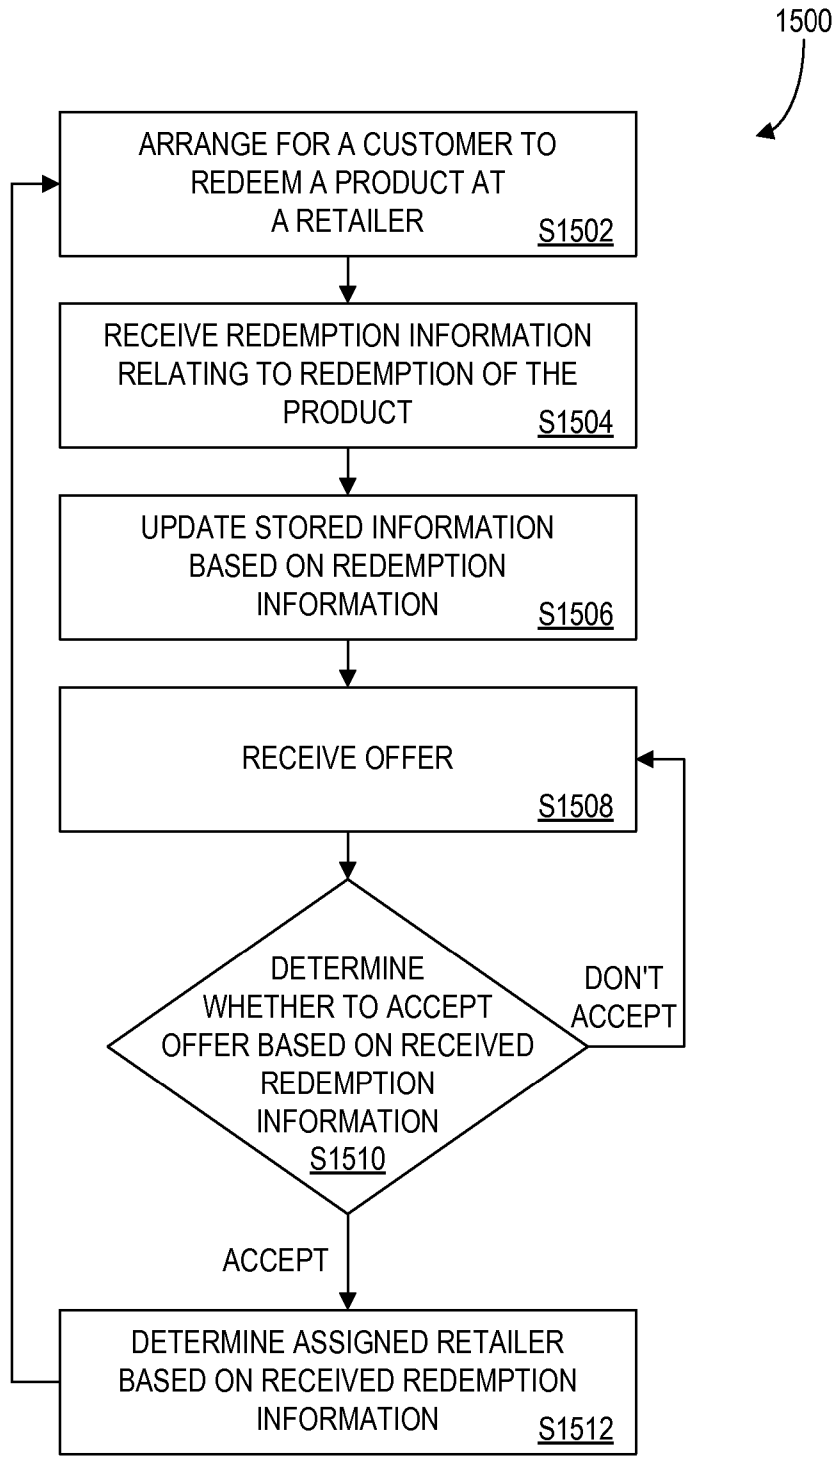 1500
ARRANGE FOR A CUSTOMER TO
REDEEM A PRODUCT AT
A RETAILER
S1502
RECEIVE REDEMPTION INFORMATION
RELATING TO REDEMPTION OF THE
PRODUCT
S1504
UPDATE STORED INFORMATION
BASED ON REDEMPTION
INFORMATION
S1506
RECEIVE OFFER
S1508
DETERMINE
WHETHER TO ACCEPT
OFFER BASED ON RECEIVED
REDEMPTION
INFORMATION
S1510
DON'T
ACCEPT
ACCEPT
DETERMINE ASSIGNED RETAILER
BASED ON RECEIVED REDEMPTION
INFORMATION
S1512